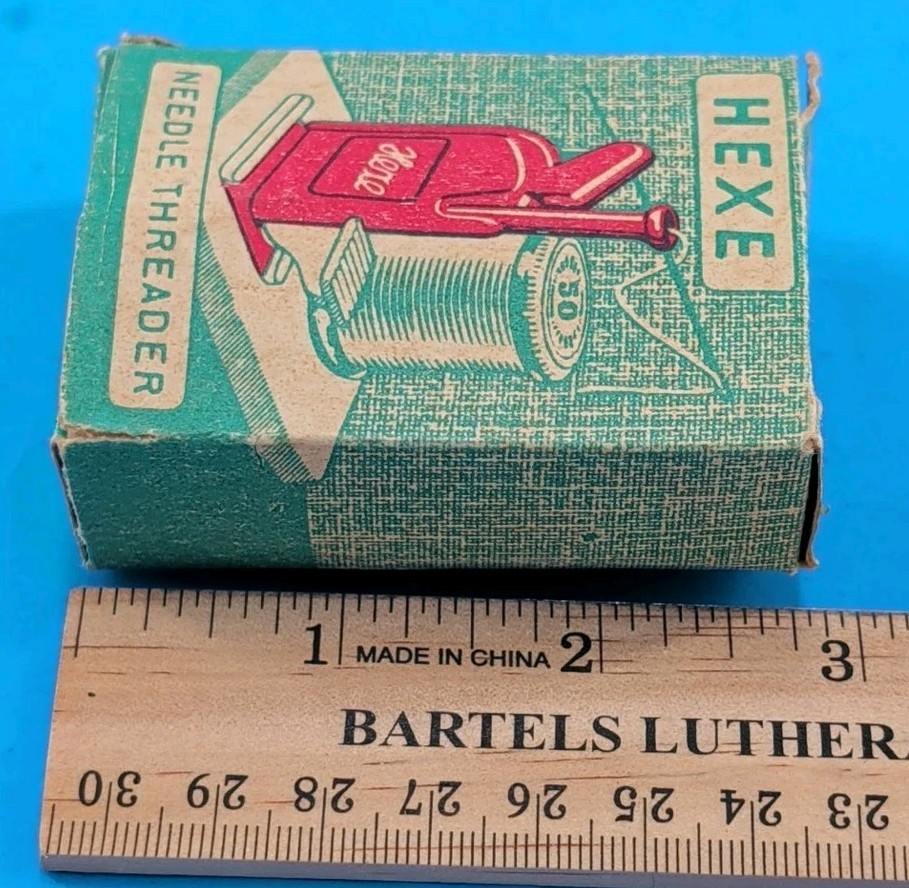 HEXE
Hexe
50
NEEDLE THREADER
1 MADE IN CHINA 2 3
BARTELS LUTHER
30 29 28 27 26 25 24 23